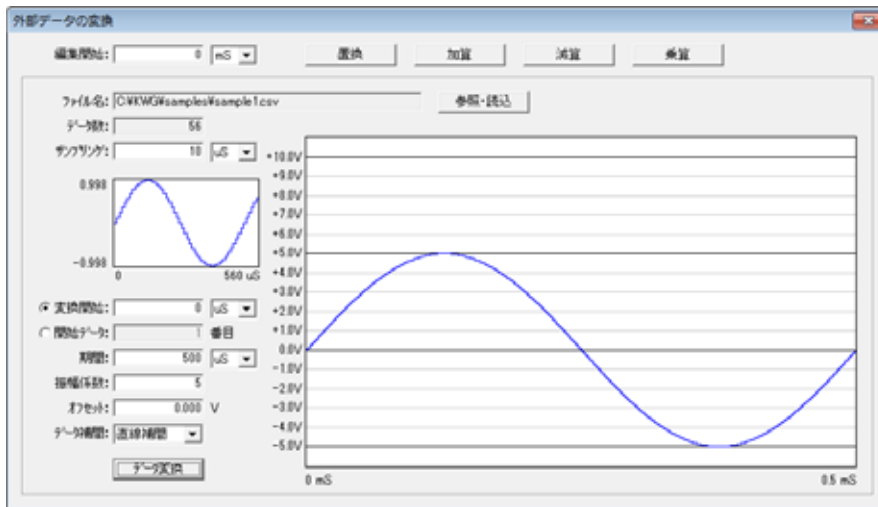 外部データの変換
編集開始: 0 mS 置換 加算 減算 乗算
ファイル名: C:¥KWG¥samples¥sample1.csv 参照・読込
データ数: 56
サンプリング: 10 uS
0.998
-0.998
0 560 uS
変換開始: 0 uS
開始データ: 1 番目
期間: 500 uS
振幅係数: 5
オフセット: 0.000 V
データ補間: 直線補間
データ変換
+10.0V
+9.0V
+8.0V
+7.0V
+6.0V
+5.0V
+4.0V
+3.0V
+2.0V
+1.0V
0.0V
-1.0V
-2.0V
-3.0V
-4.0V
-5.0V
0 mS 0.5 mS